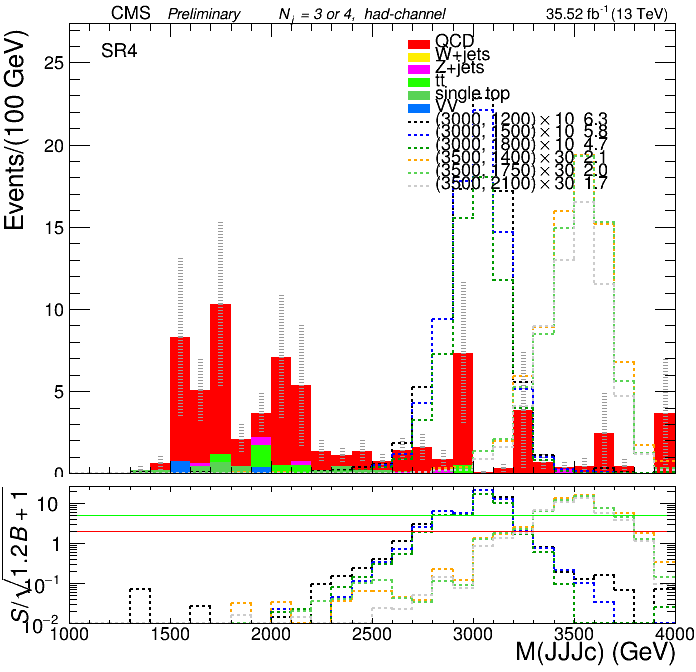 CMS Preliminary N_j = 3 or 4, had-channel 35.52 fb^-1 (13 TeV)
SR4
Events/(100 GeV)
25
20
15
10
5
0
QCD
W+jets
Z+jets
tt
single top
VV
(3000, 1200) × 10 6.3
(3000, 1500) × 10 5.8
(3000, 800) × 10 4.7
(3500, 400) × 30 2.1
(3500, 750) × 30 2.0
(3500, 2100) × 30 1.7
S/√1.2B + 1
10
1
10^-1
10^-2
1000 1500 2000 2500 3000 3500 4000
M(JJJc) (GeV)